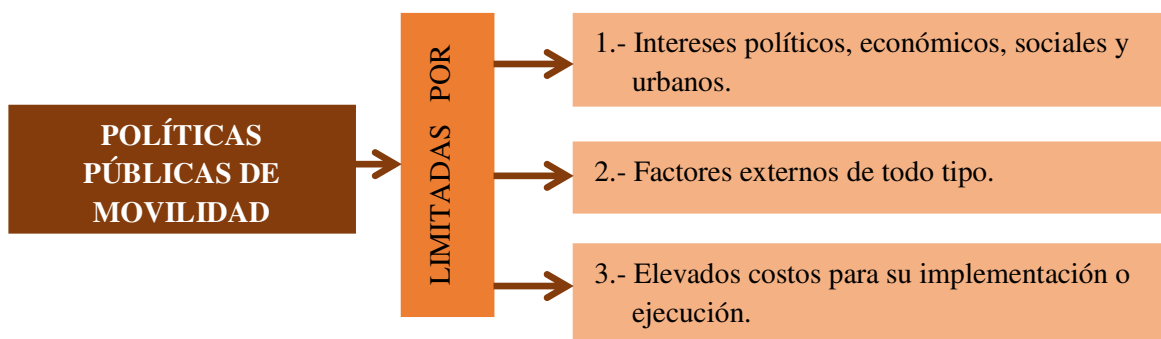 POLÍTICAS
PÚBLICAS DE
MOVILIDAD
LIMITADAS POR
1.- Intereses políticos, económicos, sociales y
urbanos.
2.- Factores externos de todo tipo.
3.- Elevados costos para su implementación o
ejecución.